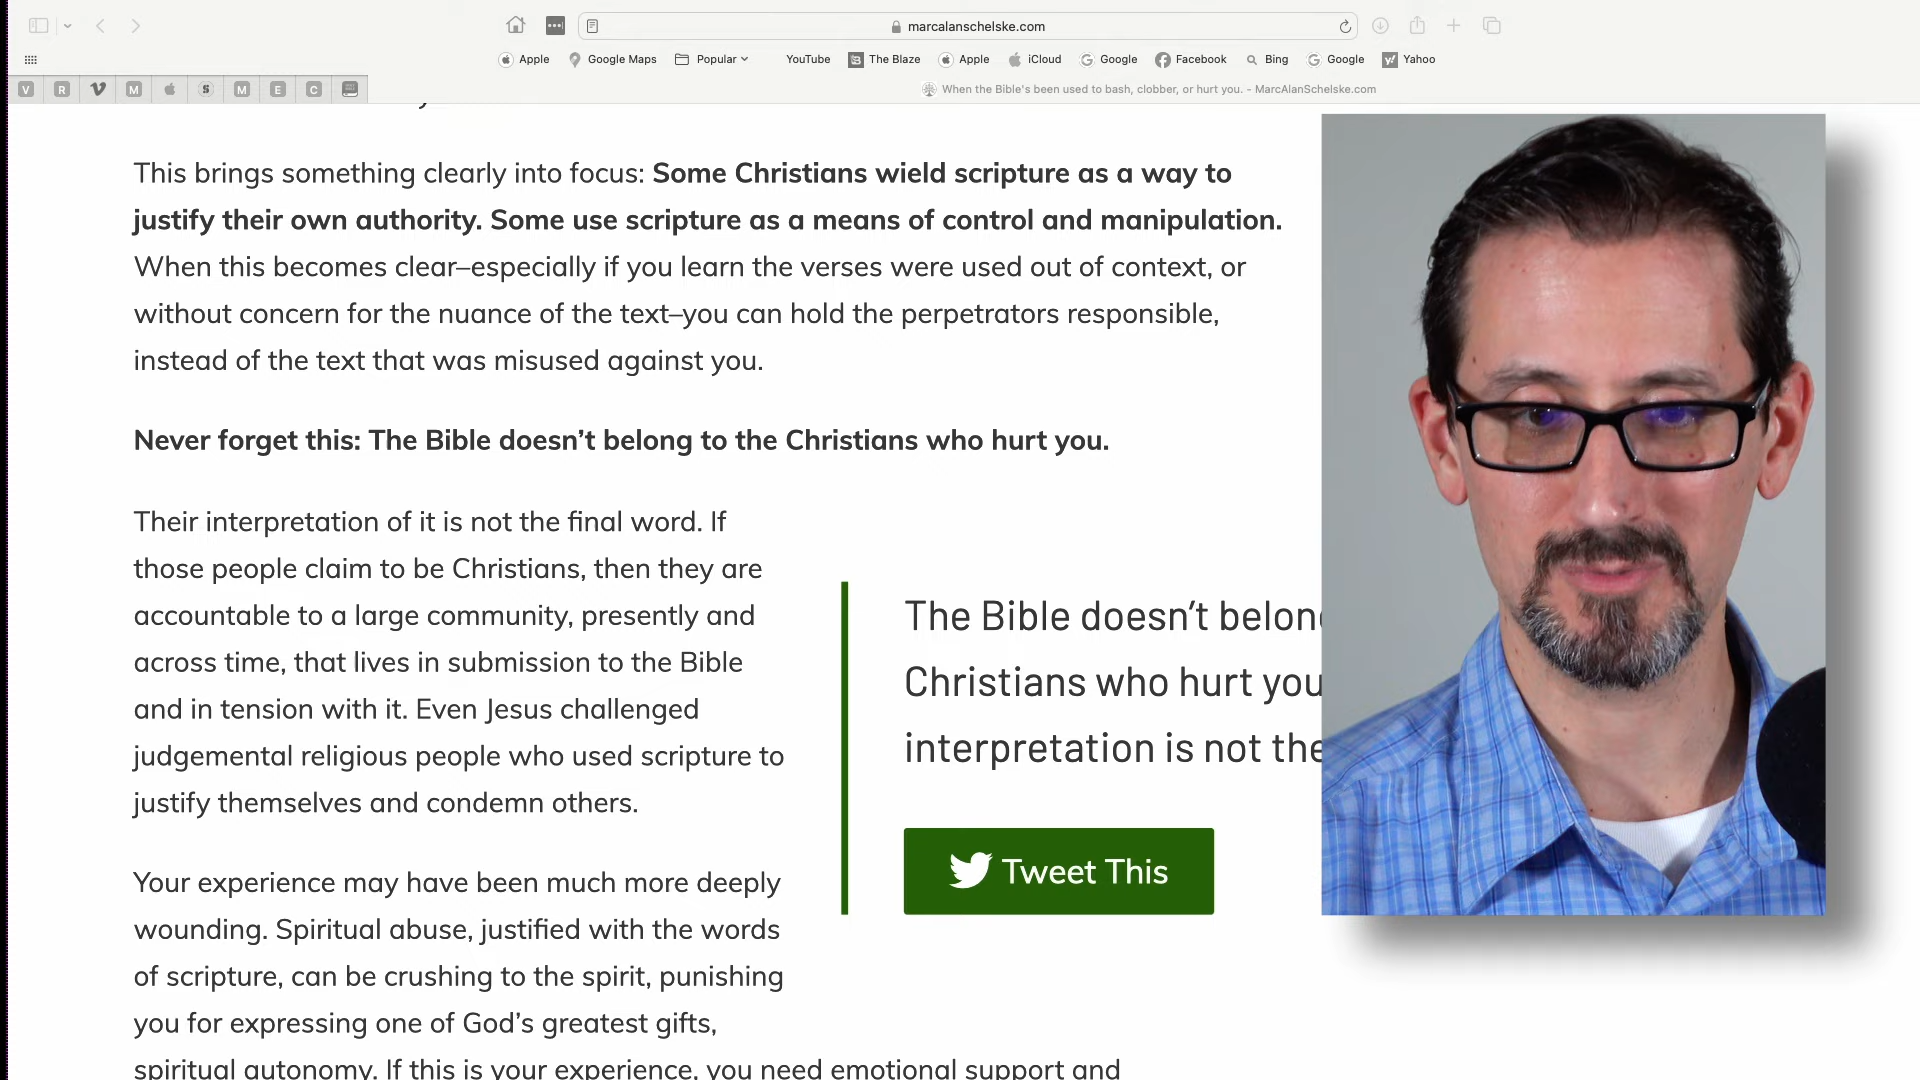 marcalanschelske.com
Apple Google Maps Popular YouTube The Blaze Apple iCloud Google Facebook Bing Google Yahoo
V R V M S M E C When the Bible's been used to bash, clobber, or hurt you. - MarcAlanSchelske.com
This brings something clearly into focus: Some Christians wield scripture as a way to
justify their own authority. Some use scripture as a means of control and manipulation.
When this becomes clear–especially if you learn the verses were used out of context, or
without concern for the nuance of the text–you can hold the perpetrators responsible,
instead of the text that was misused against you.
Never forget this: The Bible doesn’t belong to the Christians who hurt you.
Their interpretation of it is not the final word. If
those people claim to be Christians, then they are
accountable to a large community, presently and
across time, that lives in submission to the Bible
and in tension with it. Even Jesus challenged
judgemental religious people who used scripture to
justify themselves and condemn others.
Your experience may have been much more deeply
wounding. Spiritual abuse, justified with the words
of scripture, can be crushing to the spirit, punishing
you for expressing one of God’s greatest gifts,
spiritual autonomy. If this is your experience, you need emotional support and
The Bible doesn’t belon
Christians who hurt you
interpretation is not the
Tweet This